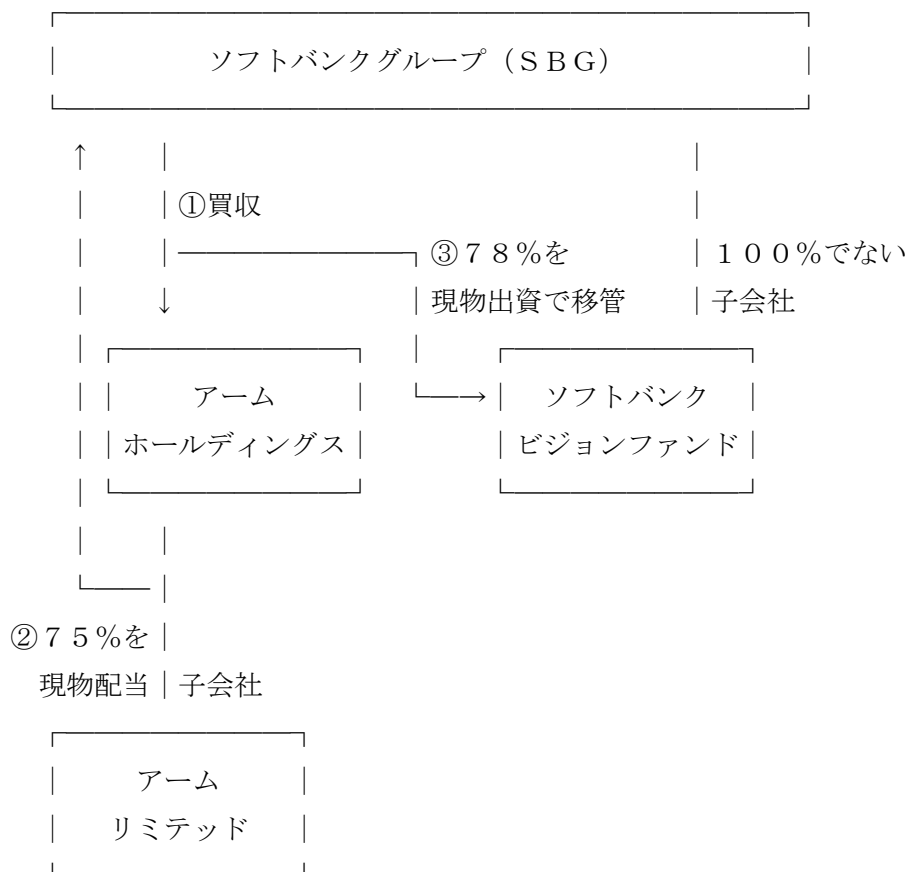 ソフトバンクグループ（ＳＢＧ）
①買収
③７８％を
１００％でない
現物出資で移管
子会社
アーム
ソフトバンク
ホールディングス
ビジョンファンド
②７５％を
現物配当
子会社
アーム
リミテッド